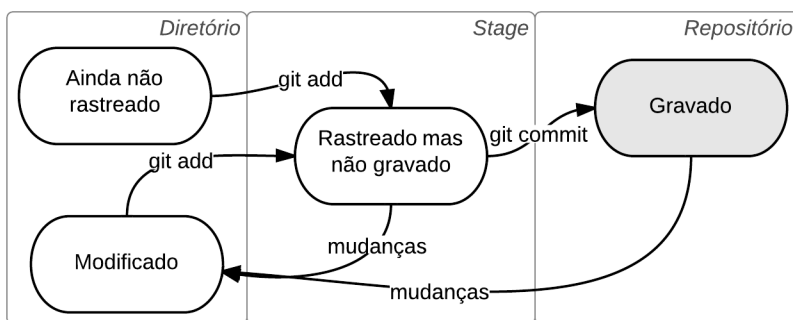 Diretório
Stage
Repositório
Ainda não
rastreado
git add
Rastreado mas
não gravado
git commit
Gravado
git add
Modificado
mudanças
mudanças